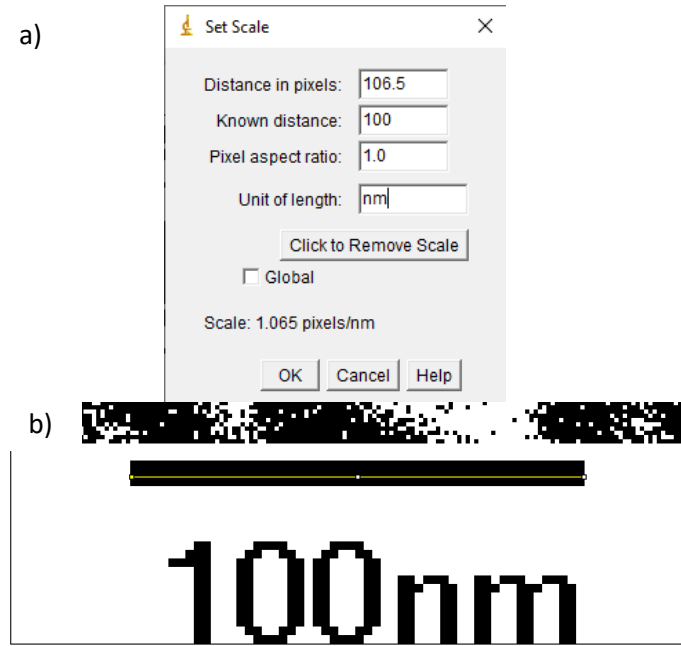 a)
Set Scale
Distance in pixels: 106.5
Known distance: 100
Pixel aspect ratio: 1.0
Unit of length: nm
Click to Remove Scale
Global
Scale: 1.065 pixels/nm
OK Cancel Help
b)
100nm